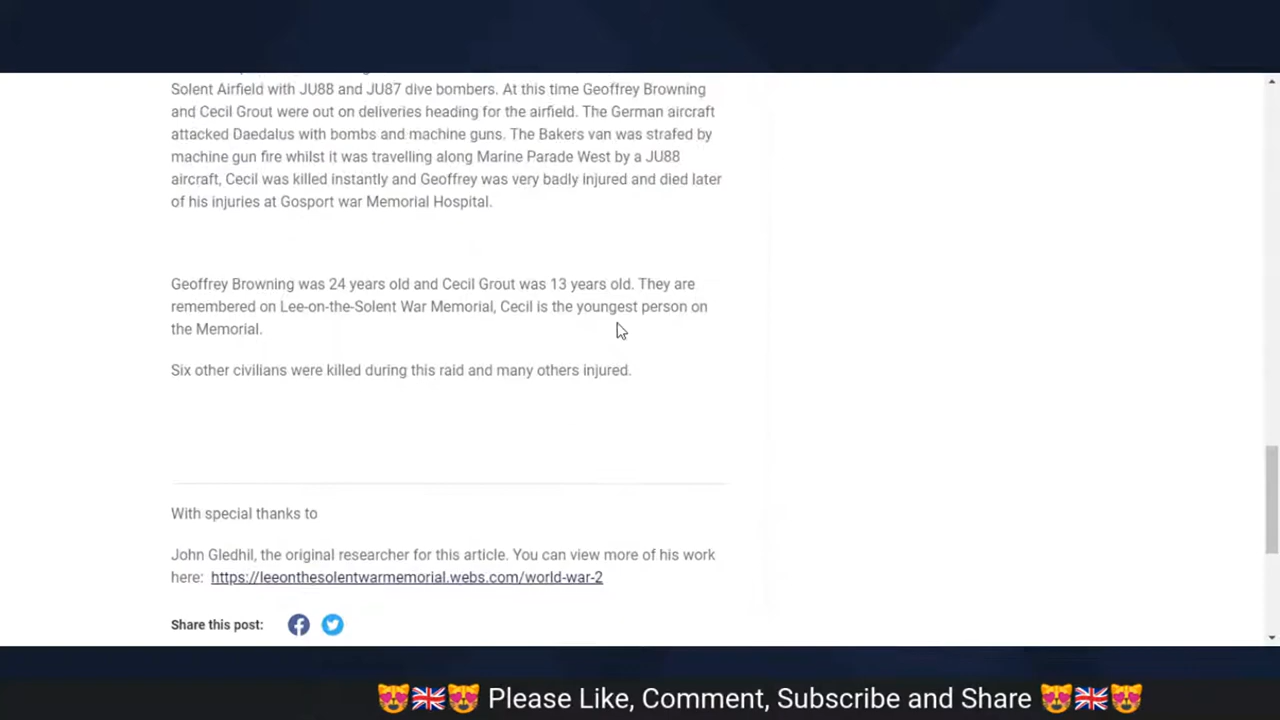 Solent Airfield with JU88 and JU87 dive bombers. At this time Geoffrey Browning
and Cecil Grout were out on deliveries heading for the airfield. The German aircraft
attacked Daedalus with bombs and machine guns. The Bakers van was strafed by
machine gun fire whilst it was travelling along Marine Parade West by a JU88
aircraft, Cecil was killed instantly and Geoffrey was very badly injured and died later
of his injuries at Gosport war Memorial Hospital.
Geoffrey Browning was 24 years old and Cecil Grout was 13 years old. They are
remembered on Lee-on-the-Solent War Memorial, Cecil is the youngest person on
the Memorial.
Six other civilians were killed during this raid and many others injured.
With special thanks to
John Gledhil, the original researcher for this article. You can view more of his work
here: https://leeonthesolentwarmemorial.webs.com/world-war-2
Share this post:
😻🇬🇧😻 Please Like, Comment, Subscribe and Share 😻🇬🇧😻